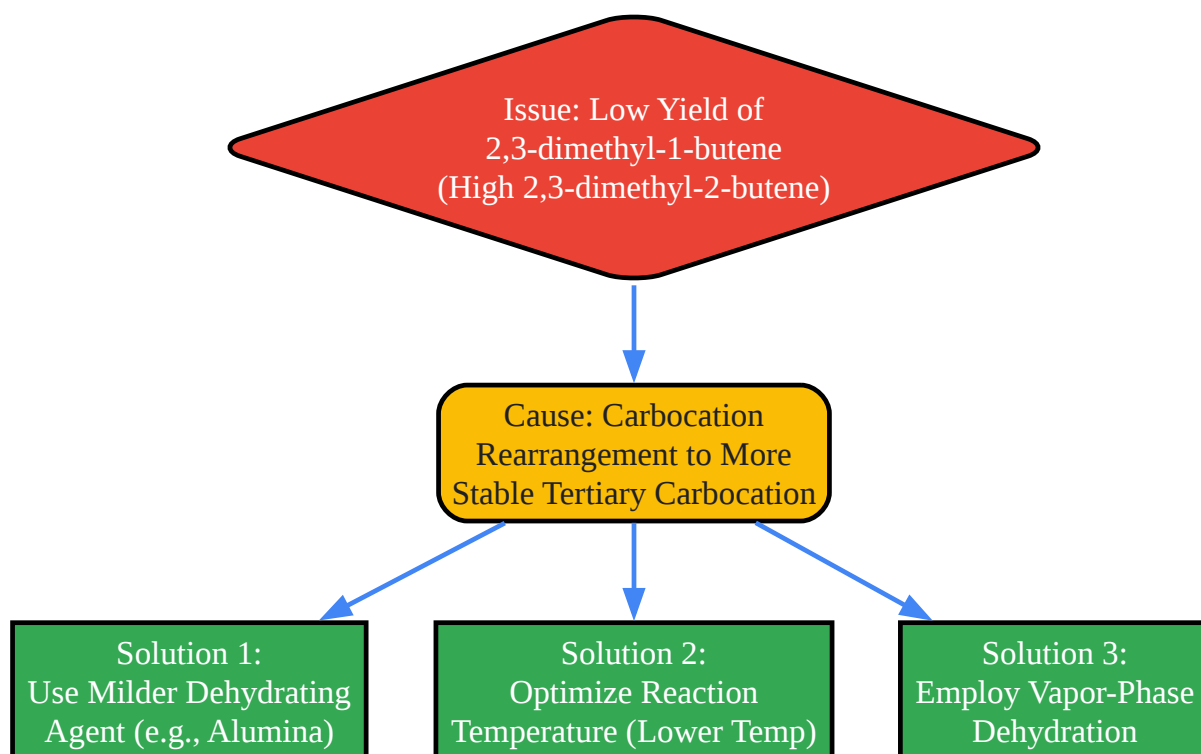 Issue: Low Yield of
2,3-dimethyl-1-butene
(High 2,3-dimethyl-2-butene)
Cause: Carbocation
Rearrangement to More
Stable Tertiary Carbocation
Solution 1:
Use Milder Dehydrating
Agent (e.g., Alumina)
Solution 2:
Optimize Reaction
Temperature (Lower Temp)
Solution 3:
Employ Vapor-Phase
Dehydration